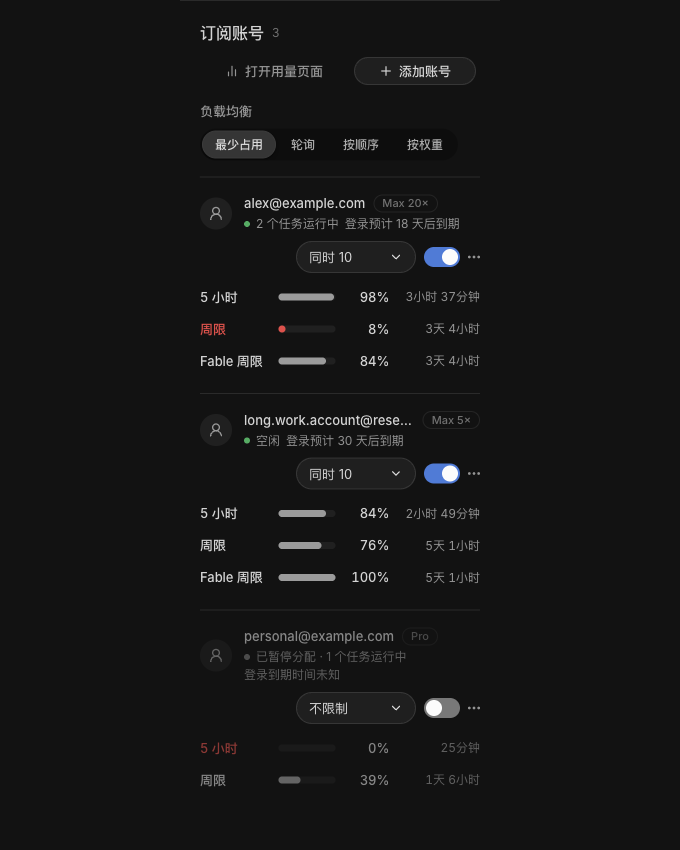 订阅账号 3
打开用量页面 添加账号
负载均衡
最少占用 轮询 按顺序 按权重
alex@example.com Max 20×
2 个任务运行中 登录预计 18 天后到期
同时 10
5 小时 98% 3小时 37分钟
周限 8% 3天 4小时
Fable 周限 84% 3天 4小时
long.work.account@rese... Max 5×
空闲 登录预计 30 天后到期
同时 10
5 小时 84% 2小时 49分钟
周限 76% 5天 1小时
Fable 周限 100% 5天 1小时
personal@example.com Pro
已暂停分配 · 1 个任务运行中
登录到期时间未知
不限制
5 小时 0% 25分钟
周限 39% 1天 6小时